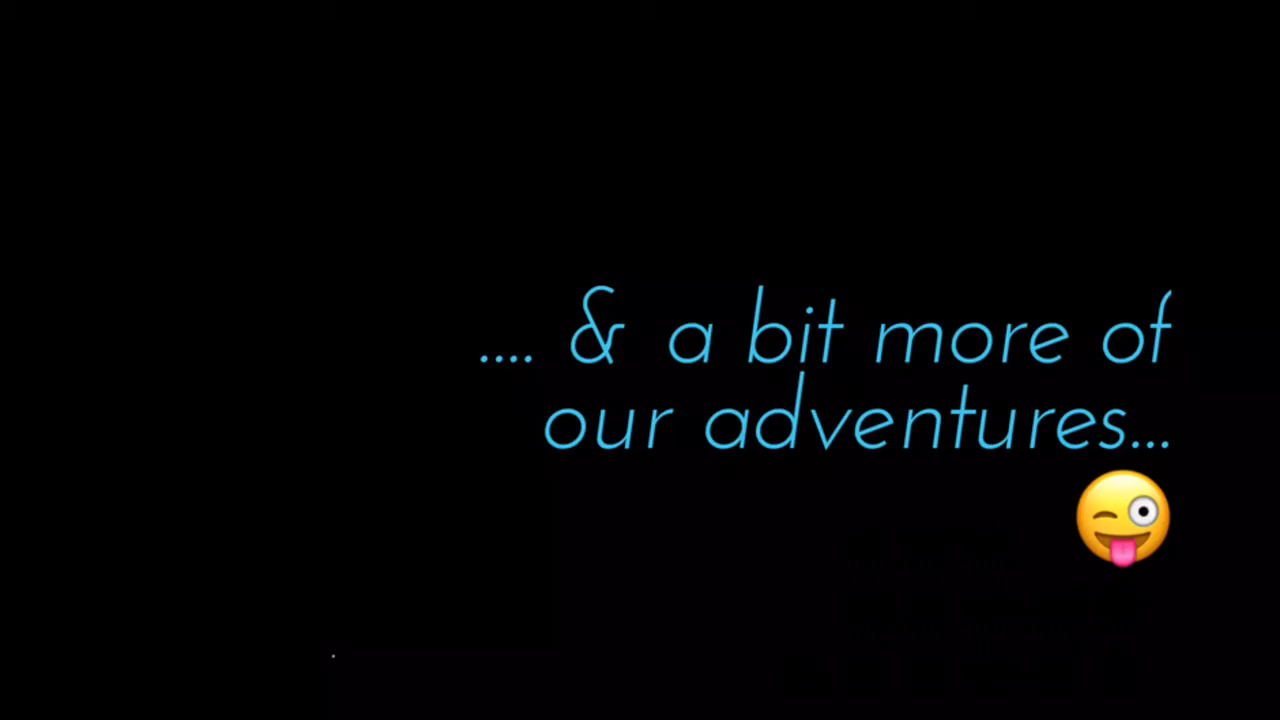 .... & a bit more of
our adventures...
😜